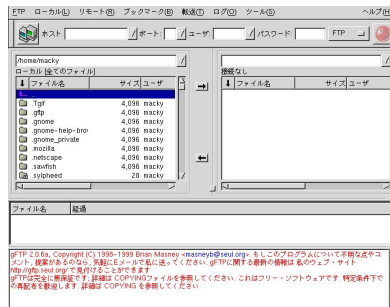 FTP ローカル(L) リモート(R) ブックマーク(B) 転送(T) ログ(O) ツール(S) ヘルプ(H)
ホスト ポート: ユーザ: パスワード: FTP
/home/macky
ローカル [全てのファイル]
接続なし
ファイル名 サイズ ユーザ
ファイル名 サイズ ユーザ
..
.Tgif 4,096 macky
.gftp 4,096 macky
.gnome 4,096 macky
.gnome-help-brow 4,096 macky
.gnome_private 4,096 macky
.mozilla 4,096 macky
.netscape 4,096 macky
.sawfish 4,096 macky
.sylpheed 28 macky
ファイル名 経過
gFTP 2.0.6a, Copyright (C) 1998-1999 Brian Masney <masneyb@seul.org>. もしこのプログラムについて不明な点やコ
メント, 提案があるのなら, 気軽にEメールで私に送ってください. gFTPに関する最新の情報は 私のウェブ・サイト
http://gftp.seul.org/ で見付けることができます
gFTPは完全に無保証です; 詳細は COPYINGファイルを参照してください. これはフリー・ソフトウェアです. 特定条件下で
の再配布を歓迎します. 詳細は COPYING を参照してください